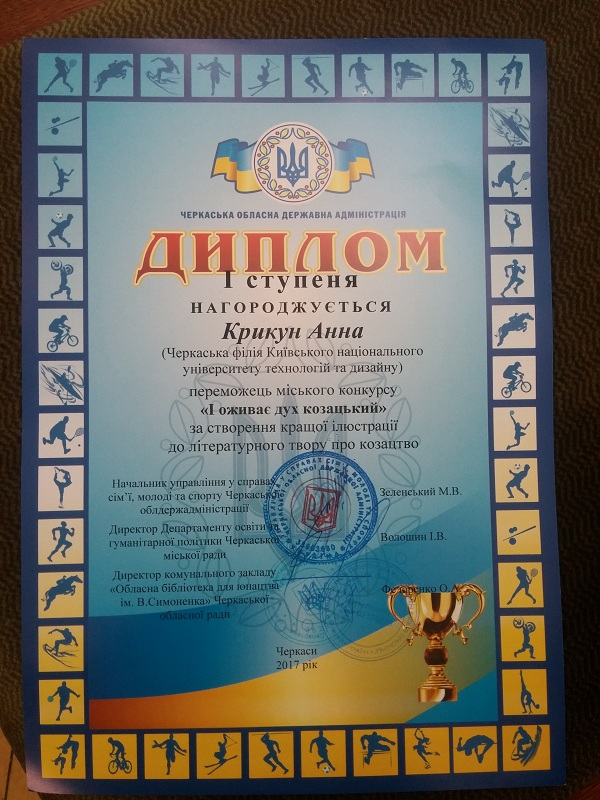 ЧЕРКАСЬКА ОБЛАСНА ДЕРЖАВНА АДМІНІСТРАЦІЯ
ДИПЛОМ
І ступеня
НАГОРОДЖУЄТЬСЯ
Крикун Анна
(Черкаська філія Київського національного
університету технологій та дизайну)
переможець міського конкурсу
«І оживає дух козацький»
за створення кращої ілюстрації
до літературного твору про козацтво
Начальник управління у справах
сім’ї, молоді та спорту Черкаської
облдержадміністрації
Зеленський М.В.
Директор Департаменту освіти та
гуманітарної політики Черкаської
міської ради
Волошин І.В.
Директор комунального закладу
«Обласна бібліотека для юнацтва
ім. В.Симоненка» Черкаської
обласної ради
Федоренко О.А.
Черкаси
2017 рік